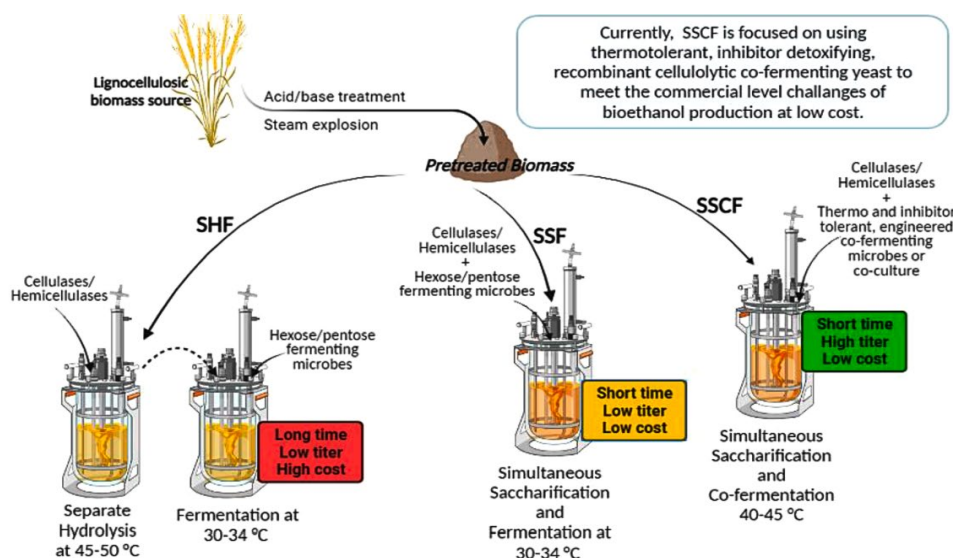 Currently, SSCF is focused on using
thermotolerant, inhibitor detoxifying,
recombinant cellulolytic co-fermenting yeast to
meet the commercial level challanges of
bioethanol production at low cost.
Lignocellulosic
biomass source
Acid/base treatment
Steam explosion
Pretreated Biomass
SHF
SSF
SSCF
Cellulases/
Hemicellulases
Hexose/pentose
fermenting
microbes
Long time
Low titer
High cost
Separate
Hydrolysis
at 45-50 °C
Fermentation at
30-34 °C
Cellulases/
Hemicellulases
+
Hexose/pentose
fermenting microbes
Short time
Low titer
Low cost
Simultaneous
Saccharification
and
Fermentation at
30-34 °C
Cellulases/
Hemicellulases
+
Thermo and inhibitor
tolerant, engineered
co-fermenting
microbes or
co-culture
Short time
High titer
Low cost
Simultaneous
Saccharification
and
Co-fermentation
40-45 °C